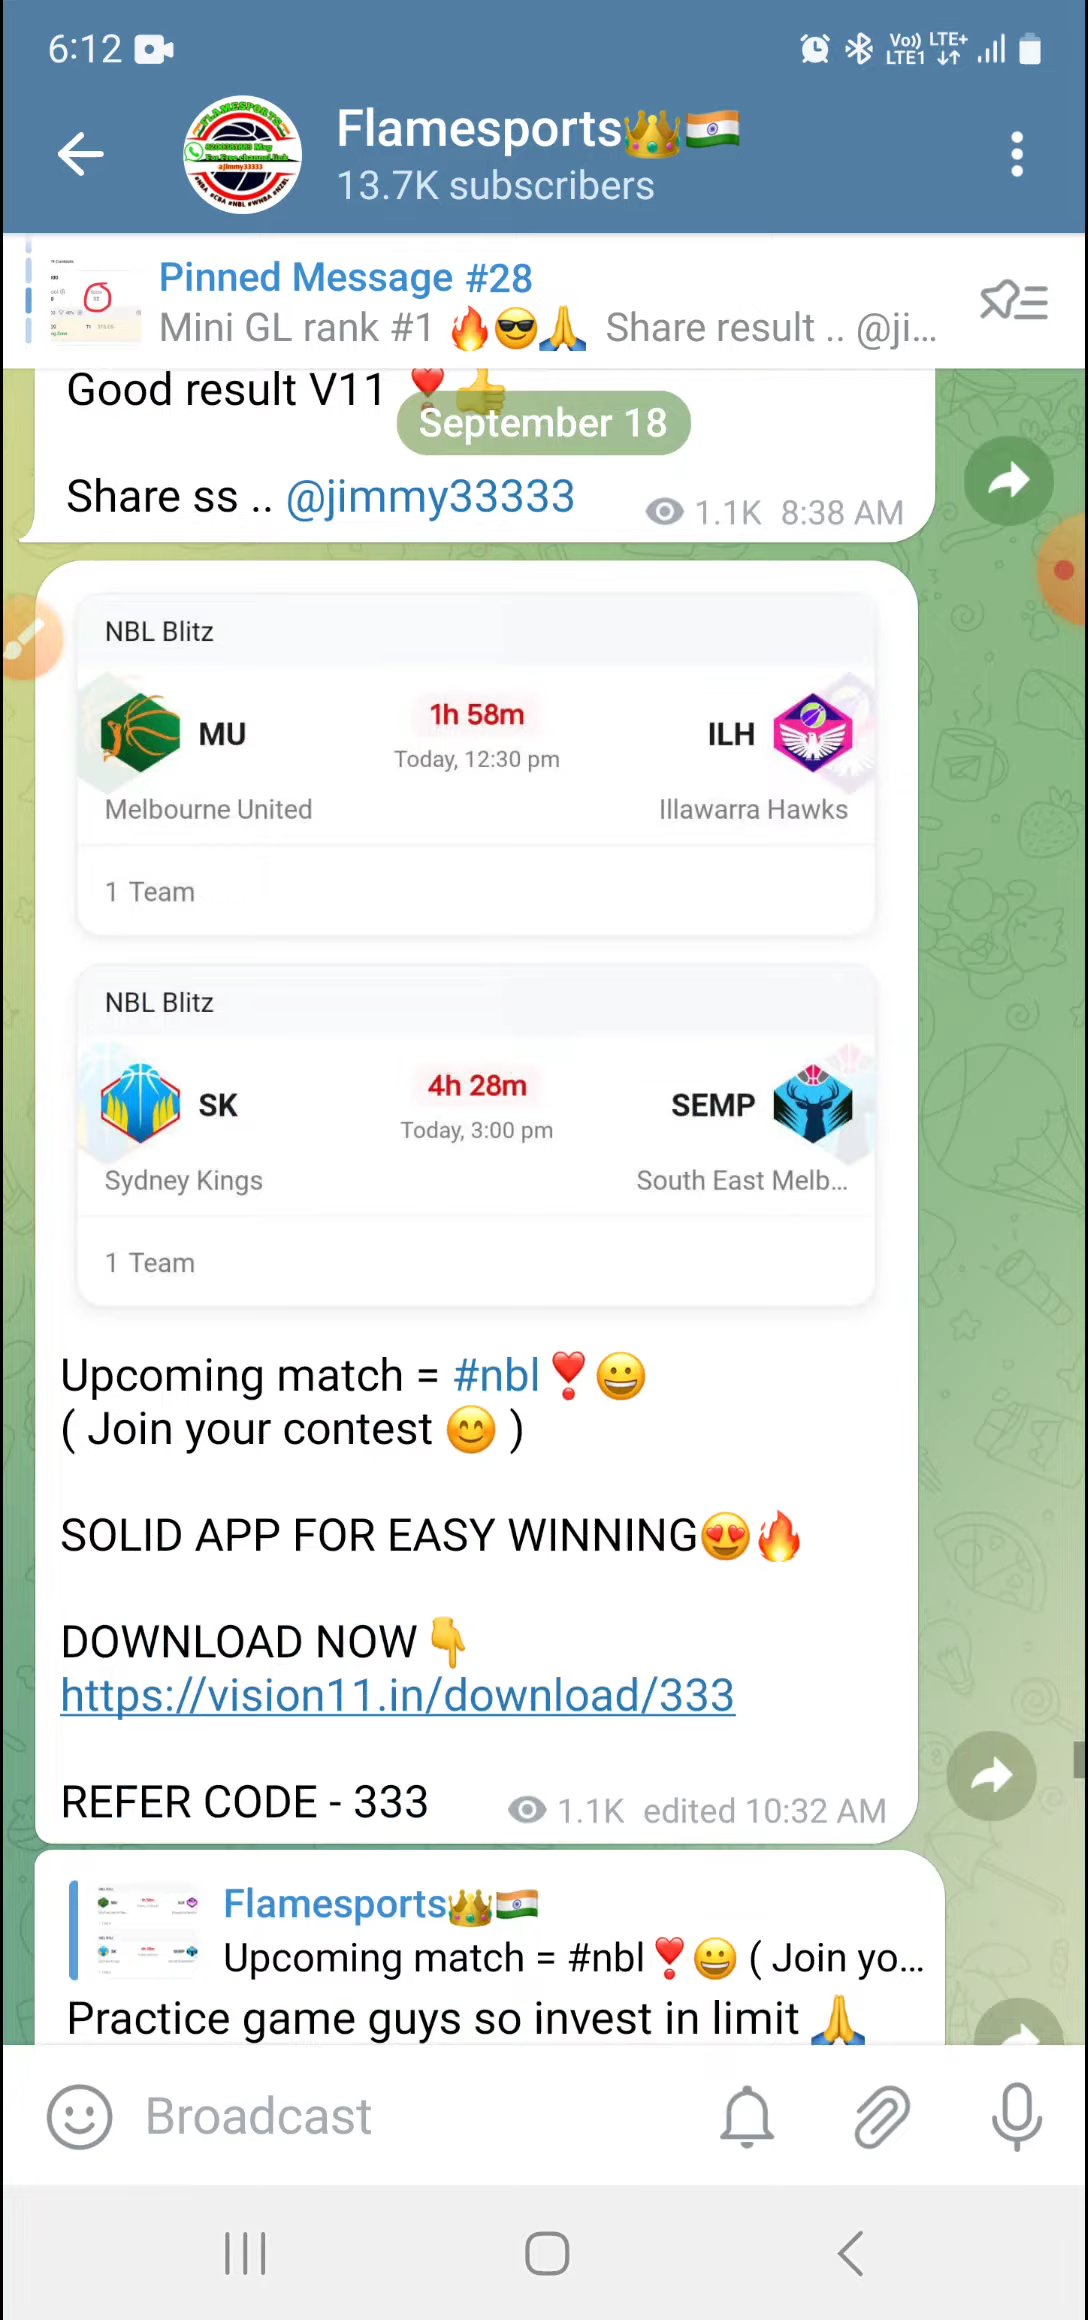 6:12
Vo)) LTE+
LTE1
Flamesports
13.7K subscribers
Pinned Message #28
Mini GL rank #1 🔥😎🙏 Share result .. @ji...
Good result V11 ❣️👍
September 18
Share ss .. @jimmy33333
1.1K 8:38 AM
NBL Blitz
MU
1h 58m
ILH
Today, 12:30 pm
Melbourne United
Illawarra Hawks
1 Team
NBL Blitz
SK
4h 28m
SEMP
Today, 3:00 pm
Sydney Kings
South East Melb...
1 Team
Upcoming match = #nbl❣️😀
( Join your contest 😊 )
SOLID APP FOR EASY WINNING😍🔥
DOWNLOAD NOW👇
https://vision11.in/download/333
REFER CODE - 333
1.1K edited 10:32 AM
Flamesports👑🇮🇳
Upcoming match = #nbl❣️😀 ( Join yo...
Practice game guys so invest in limit 🙏
Broadcast